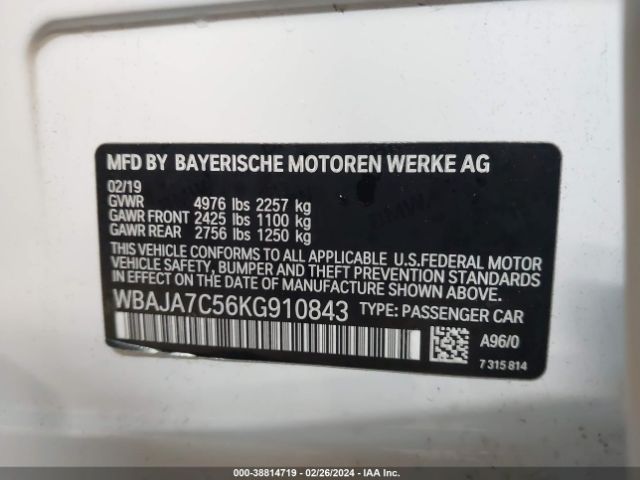 MFD BY BAYERISCHE MOTOREN WERKE AG
02/19
GVWR 4976 lbs 2257 kg
GAWR FRONT 2425 lbs 1100 kg
GAWR REAR 2756 lbs 1250 kg
THIS VEHICLE CONFORMS TO ALL APPLICABLE U.S.FEDERAL MOTOR
VEHICLE SAFETY, BUMPER AND THEFT PREVENTION STANDARDS
IN EFFECT ON THE DATE OF MANUFACTURE SHOWN ABOVE.
WBAJA7C56KG910843 TYPE: PASSENGER CAR
A96/0
7 315 814
000-38814719 - 02/26/2024 - IAAI.COM